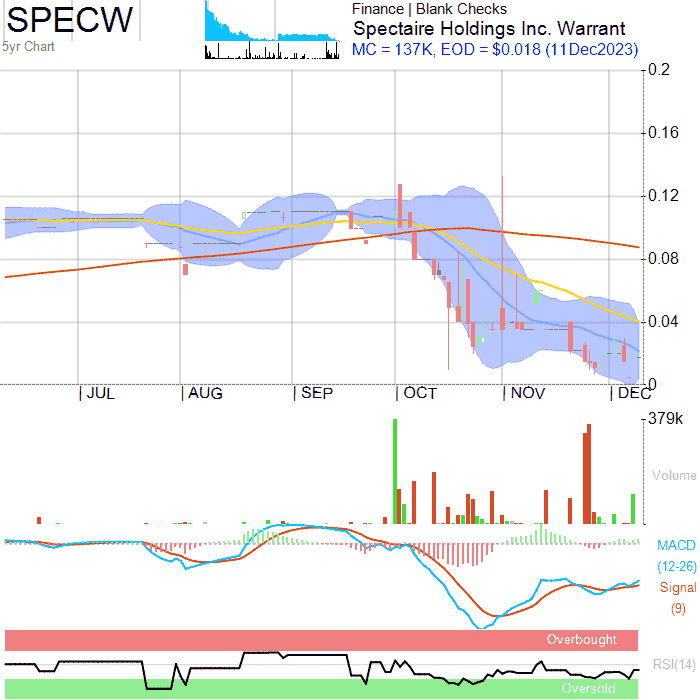 SPECW
5yr Chart
Finance | Blank Checks
Spectaire Holdings Inc. Warrant
MC = 137K, EOD = $0.018 (11Dec2023)
0.2
0.16
0.12
0.08
0.04
0
JUL AUG SEP OCT NOV DEC
379k
Volume
MACD
(12-26)
Signal
(9)
Overbought
RSI(14)
Oversold